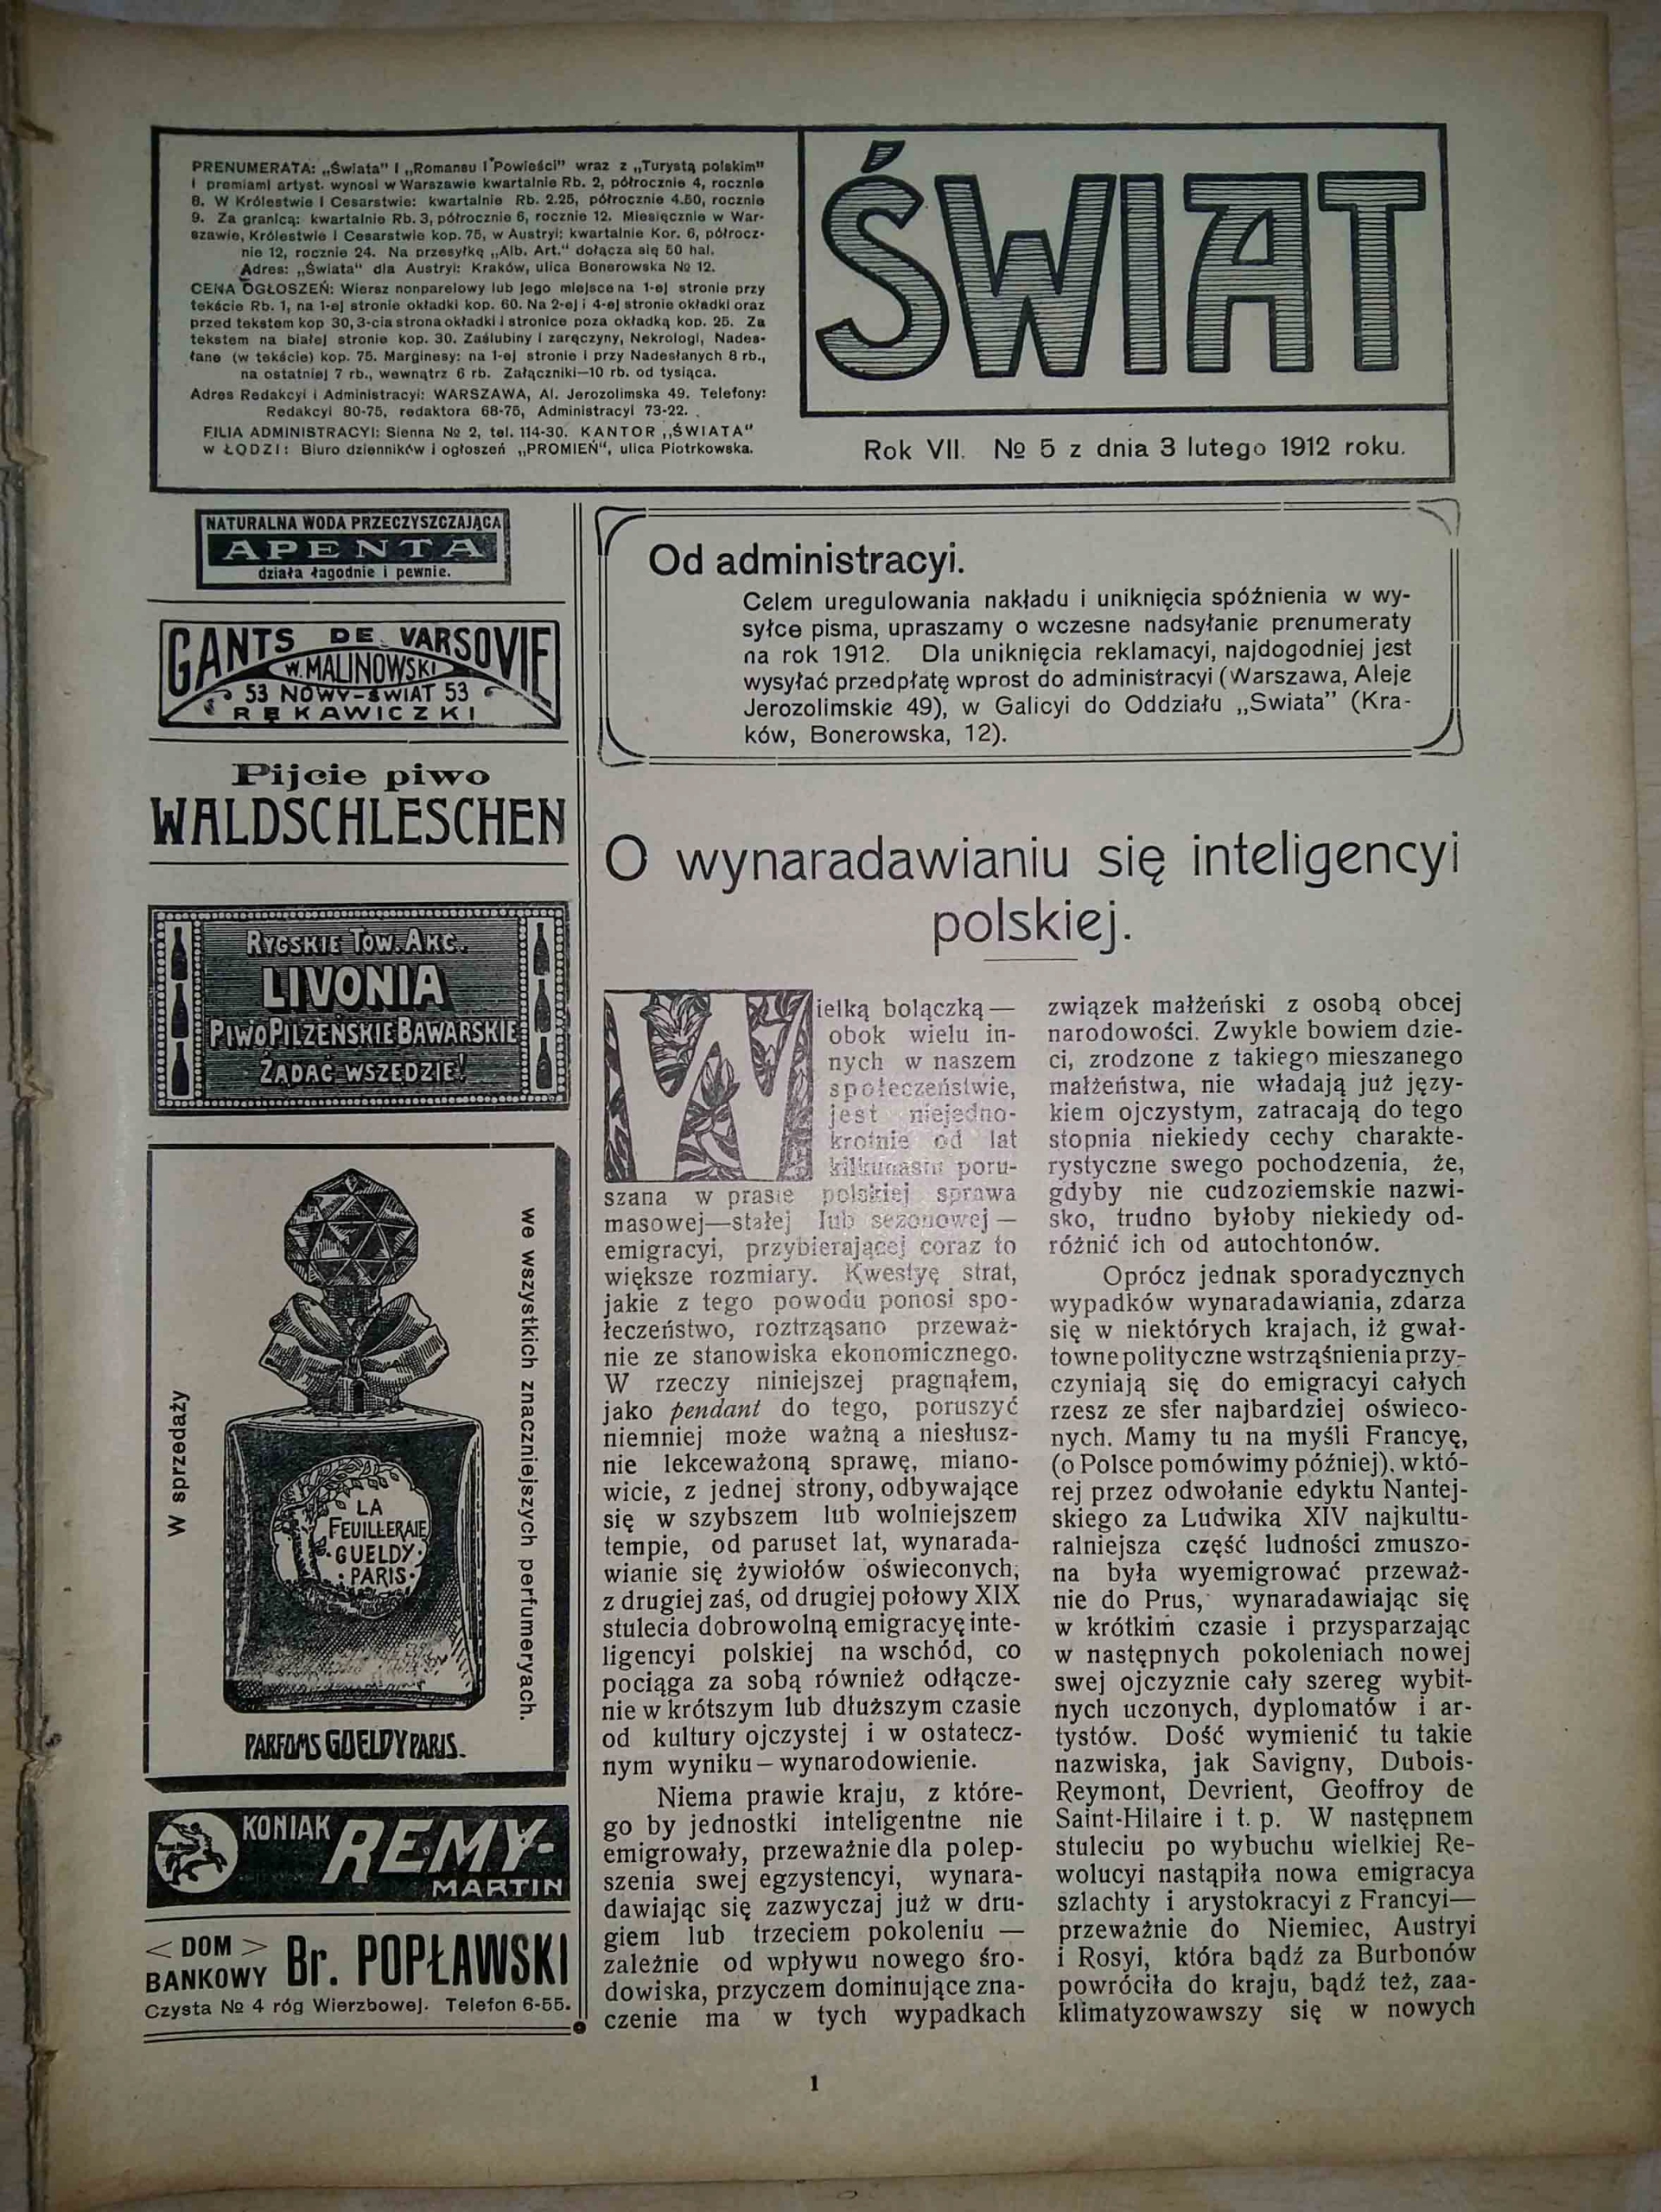 PRENUMERATA: „Świata" i „Romansu i Powieści" wraz z „Turystą polskim"
i premiami artyst. wynosi w Warszawie kwartalnie Rb. 2, półrocznie 4, rocznie
8. W Królestwie i Cesarstwie: kwartalnie Rb. 2.25, półrocznie 4.50, rocznie
9. Za granicą: kwartalnie Rb. 3, półrocznie 6, rocznie 12. Miesięcznie w War-
szawie, Królestwie i Cesarstwie kop. 75, w Austryi: kwartalnie Kor. 6, półrocz-
nie 12, rocznie 24. Na przesyłkę „Alb. Art." dołącza się 50 hal.
Adres: „Świata" dla Austryi: Kraków, ulica Bonerowska № 12.
CENA OGŁOSZEŃ: Wiersz nonparelowy lub jego miejsce na 1-ej stronie przy
tekście Rb. 1, na 1-ej stronie okładki kop. 60. Na 2-ej i 4-ej stronie okładki oraz
przed tekstem kop 30, 3-cia strona okładki i stronice poza okładką kop. 25. Za
tekstem na białej stronie kop. 30. Zaślubiny i zaręczyny, Nekrologi, Nades-
łane (w tekście) kop. 75. Marginesy: na 1-ej stronie i przy Nadesłanych 8 rb.,
na ostatniej 7 rb., wewnątrz 6 rb. Załączniki—10 rb. od tysiąca.
Adres Redakcyi i Administracyi: WARSZAWA, Al. Jerozolimska 49. Telefony:
Redakcyi 80-75, redaktora 68-75, Administracyi 73-22.
FILIA ADMINISTRACYI: Sienna № 2, tel. 114-30. KANTOR „ŚWIATA"
w ŁODZI: Biuro dzienników i ogłoszeń „PROMIEŃ", ulica Piotrkowska.
ŚWIAT
Rok VII. № 5 z dnia 3 lutego 1912 roku.
NATURALNA WODA PRZECZYSZCZAJĄCA
APENTA
działa łagodnie i pewnie.
GANTS DE VARSOVIE
W. MALINOWSKI
53 NOWY-ŚWIAT 53
RĘKAWICZKI
Pijcie piwo
WALDSCHLESCHEN
RYGSKIE TOW. AKC.
LIVONIA
PIWO PILZEŃSKIE BAWARSKIE
ŻĄDAĆ WSZĘDZIE!
W sprzedaży
we wszystkich znaczniejszych perfumeryach.
LA
FEUILLERAIE
GUELDY
PARIS
PARFUMS GUELDY PARIS.
KONIAK REMY-
MARTIN
DOM
BANKOWY Br. POPŁAWSKI
Czysta № 4 róg Wierzbowej. Telefon 6-55.
Od administracyi.
Celem uregulowania nakładu i uniknięcia spóźnienia w wy-
syłce pisma, upraszamy o wczesne nadsyłanie prenumeraty
na rok 1912. Dla uniknięcia reklamacyi, najdogodniej jest
wysyłać przedpłatę wprost do administracyi (Warszawa, Aleje
Jerozolimskie 49), w Galicyi do Oddziału „Swiata" (Kra-
ków, Bonerowska, 12).
O wynaradawianiu się inteligencyi
polskiej.
Wielką bolączką—
obok wielu in-
nych w naszem
społeczeństwie,
jest niejedno-
krotnie od lat
kilkunastu poru-
szana w prasie polskiej sprawa
masowej—stałej lub sezonowej —
emigracyi, przybierającej coraz to
większe rozmiary. Kwestyę strat,
jakie z tego powodu ponosi spo-
łeczeństwo, roztrząsano przeważ-
nie ze stanowiska ekonomicznego.
W rzeczy niniejszej pragnąłem,
jako pendant do tego, poruszyć
niemniej może ważną a niesłusz-
nie lekceważoną sprawę, miano-
wicie, z jednej strony, odbywające
się w szybszem lub wolniejszem
tempie, od paruset lat, wynarada-
wianie się żywiołów oświeconych,
z drugiej zaś, od drugiej połowy XIX
stulecia dobrowolną emigracyę inte-
ligencyi polskiej na wschód, co
pociąga za sobą również odłącze-
nie w krótszym lub dłuższym czasie
od kultury ojczystej i w ostatecz-
nym wyniku — wynarodowienie.
Niema prawie kraju, z które-
go by jednostki inteligentne nie
emigrowały, przeważnie dla polep-
szenia swej egzystencyi, wynara-
dawiając się zazwyczaj już w dru-
giem lub trzeciem pokoleniu —
zależnie od wpływu nowego śro-
dowiska, przyczem dominujące zna-
czenie ma w tych wypadkach
związek małżeński z osobą obcej
narodowości. Zwykle bowiem dzie-
ci, zrodzone z takiego mieszanego
małżeństwa, nie władają już języ-
kiem ojczystym, zatracają do tego
stopnia niekiedy cechy charakte-
rystyczne swego pochodzenia, że,
gdyby nie cudzoziemskie nazwi-
sko, trudno byłoby niekiedy od-
różnić ich od autochtonów.
Oprócz jednak sporadycznych
wypadków wynaradawiania, zdarza
się w niektórych krajach, iż gwał-
towne polityczne wstrząśnienia przy-
czyniają się do emigracyi całych
rzesz ze sfer najbardziej oświeco-
nych. Mamy tu na myśli Francyę,
(o Polsce pomówimy później), w któ-
rej przez odwołanie edyktu Nantej-
skiego za Ludwika XIV najkultu-
ralniejsza część ludności zmuszo-
na była wyemigrować przeważ-
nie do Prus, wynaradawiając się
w krótkim czasie i przysparzając
w następnych pokoleniach nowej
swej ojczyznie cały szereg wybit-
nych uczonych, dyplomatów i ar-
tystów. Dość wymienić tu takie
nazwiska, jak Savigny, Dubois-
Reymont, Devrient, Geoffroy de
Saint-Hilaire i t. p. W następnem
stuleciu po wybuchu wielkiej Re-
wolucyi nastąpiła nowa emigracya
szlachty i arystokracyi z Francyi—
przeważnie do Niemiec, Austryi
i Rosyi, która bądź za Burbonów
powróciła do kraju, bądź też, zaa-
klimatyzowawszy się w nowych
1